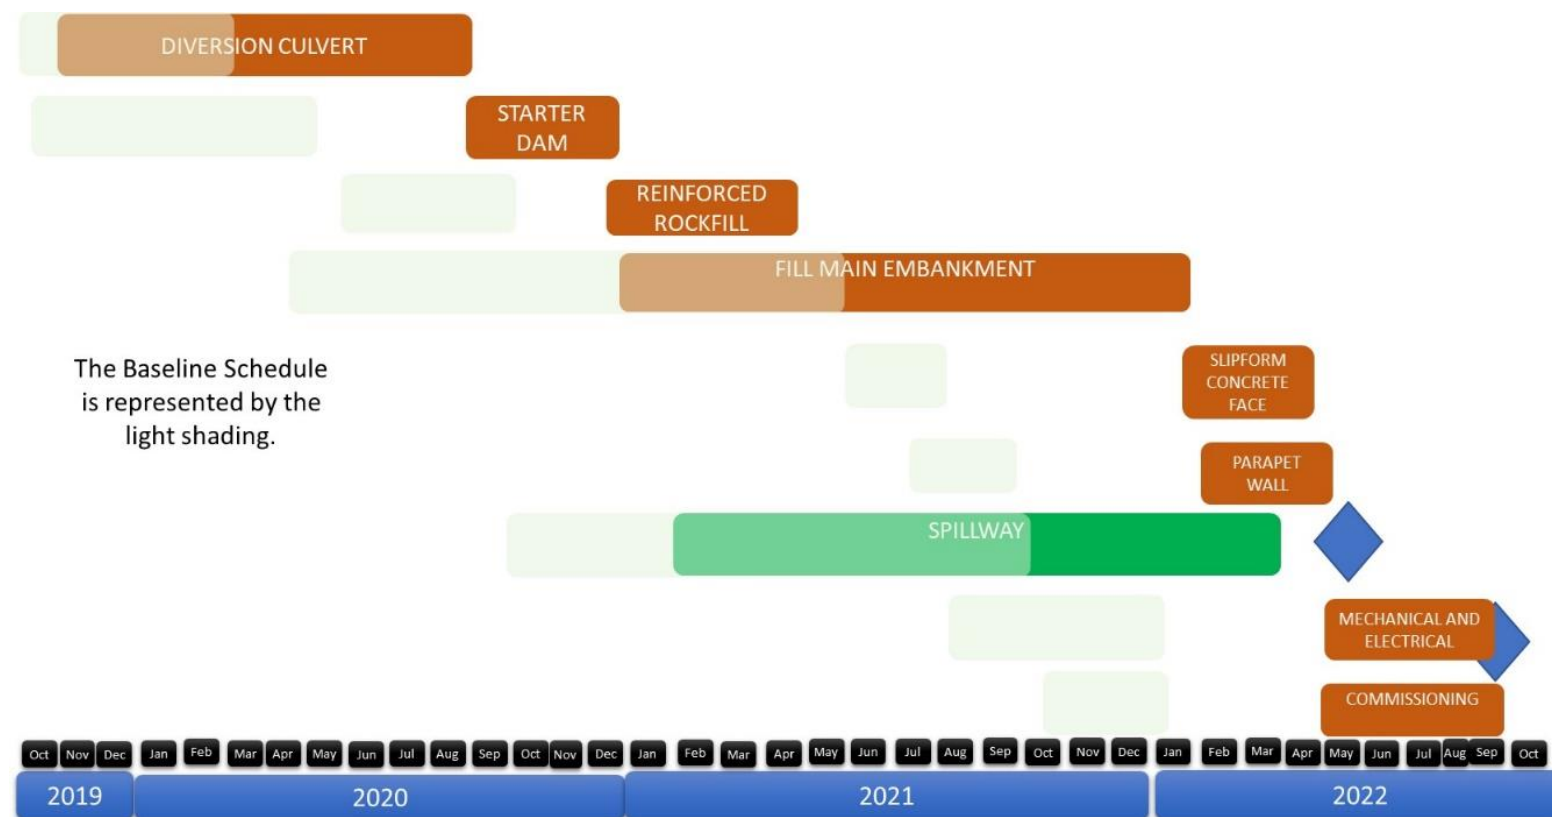 DIVERSION CULVERT
STARTER
DAM
REINFORCED
ROCKFILL
FILL MAIN EMBANKMENT
The Baseline Schedule
is represented by the
light shading.
SLIPFORM
CONCRETE
FACE
PARAPET
WALL
SPILLWAY
MECHANICAL AND
ELECTRICAL
COMMISSIONING
Oct Nov Dec Jan Feb Mar Apr May Jun Jul Aug Sep Oct Nov Dec Jan Feb Mar Apr May Jun Jul Aug Sep Oct Nov Dec Jan Feb Mar Apr May Jun Jul Aug Sep Oct
2019 2020 2021 2022